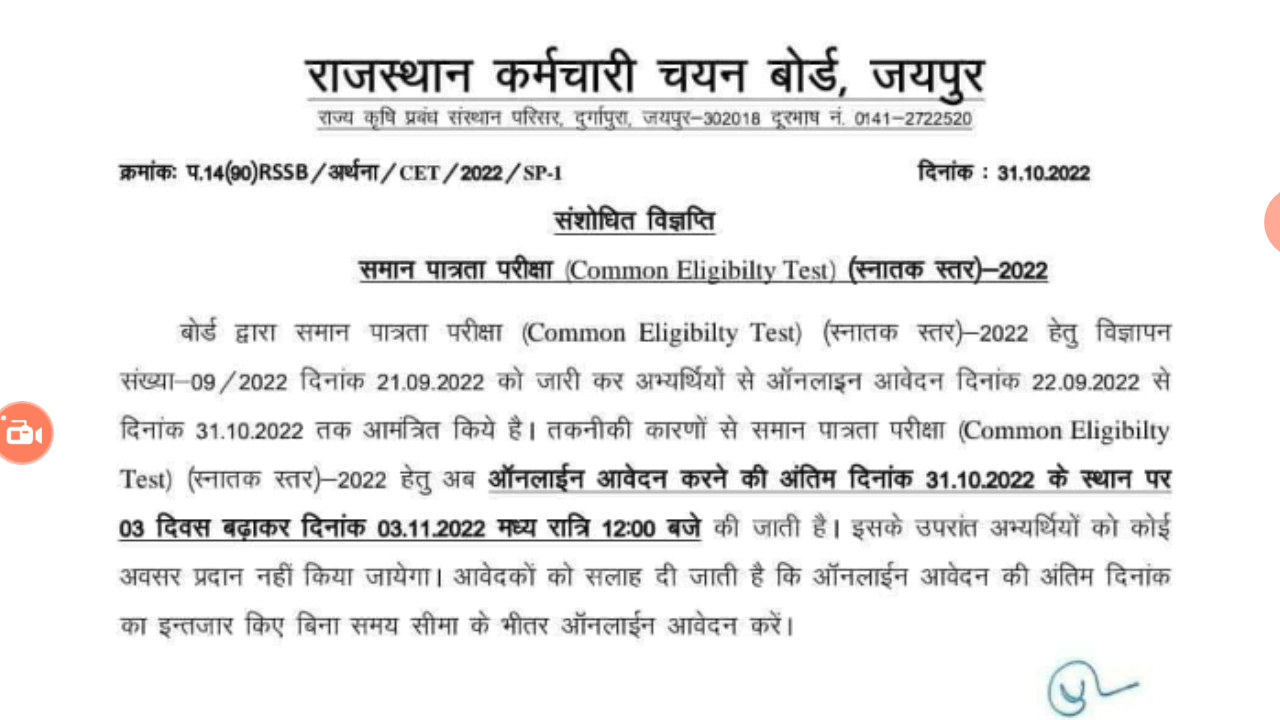 राजस्थान कर्मचारी चयन बोर्ड, जयपुर
राज्य कृषि प्रबंध संस्थान परिसर, दुर्गापुरा, जयपुर–302018 दूरभाष नं. 0141–2722520
क्रमांकः प.14(90)RSSB/अर्थना/CET/2022/SP-1 दिनांक : 31.10.2022
संशोधित विज्ञप्ति
समान पात्रता परीक्षा (Common Eligibilty Test) (स्नातक स्तर)–2022
बोर्ड द्वारा समान पात्रता परीक्षा (Common Eligibilty Test) (स्नातक स्तर)–2022 हेतु विज्ञापन
संख्या–09/2022 दिनांक 21.09.2022 को जारी कर अभ्यर्थियों से ऑनलाइन आवेदन दिनांक 22.09.2022 से
दिनांक 31.10.2022 तक आमंत्रित किये है। तकनीकी कारणों से समान पात्रता परीक्षा (Common Eligibilty
Test) (स्नातक स्तर)–2022 हेतु अब ऑनलाईन आवेदन करने की अंतिम दिनांक 31.10.2022 के स्थान पर
03 दिवस बढ़ाकर दिनांक 03.11.2022 मध्य रात्रि 12:00 बजे की जाती है। इसके उपरांत अभ्यर्थियों को कोई
अवसर प्रदान नहीं किया जायेगा। आवेदकों को सलाह दी जाती है कि ऑनलाईन आवेदन की अंतिम दिनांक
का इन्तजार किए बिना समय सीमा के भीतर ऑनलाईन आवेदन करें।